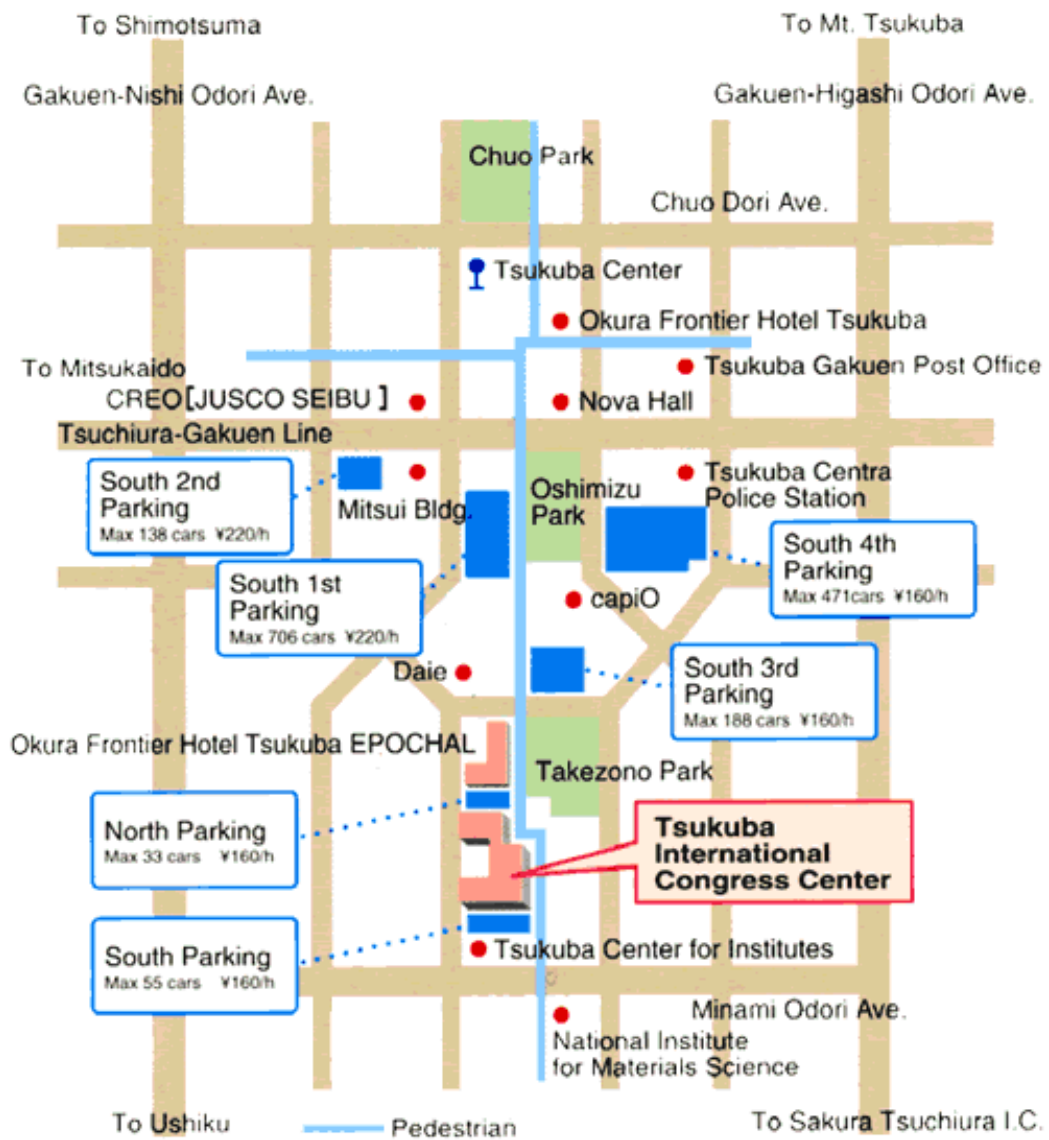 To Shimotsuma
To Mt. Tsukuba
Gakuen-Nishi Odori Ave.
Gakuen-Higashi Odori Ave.
Chuo Park
Chuo Dori Ave.
Tsukuba Center
Okura Frontier Hotel Tsukuba
To Mitsukaido
Tsukuba Gakuen Post Office
CREO[JUSCO SEIBU ]
Nova Hall
Tsuchiura-Gakuen Line
South 2nd
Parking
Max 138 cars ¥220/h
Mitsui Bldg.
Oshimizu
Park
Tsukuba Centra
Police Station
South 4th
Parking
Max 471cars ¥160/h
South 1st
Parking
Max 706 cars ¥220/h
capiO
Daie
South 3rd
Parking
Max 188 cars ¥160/h
Okura Frontier Hotel Tsukuba EPOCHAL
Takezono Park
North Parking
Max 33 cars ¥160/h
Tsukuba
International
Congress Center
South Parking
Max 55 cars ¥160/h
Tsukuba Center for Institutes
Minami Odori Ave.
National Institute
for Materials Science
To Ushiku
Pedestrian
To Sakura Tsuchiura I.C.